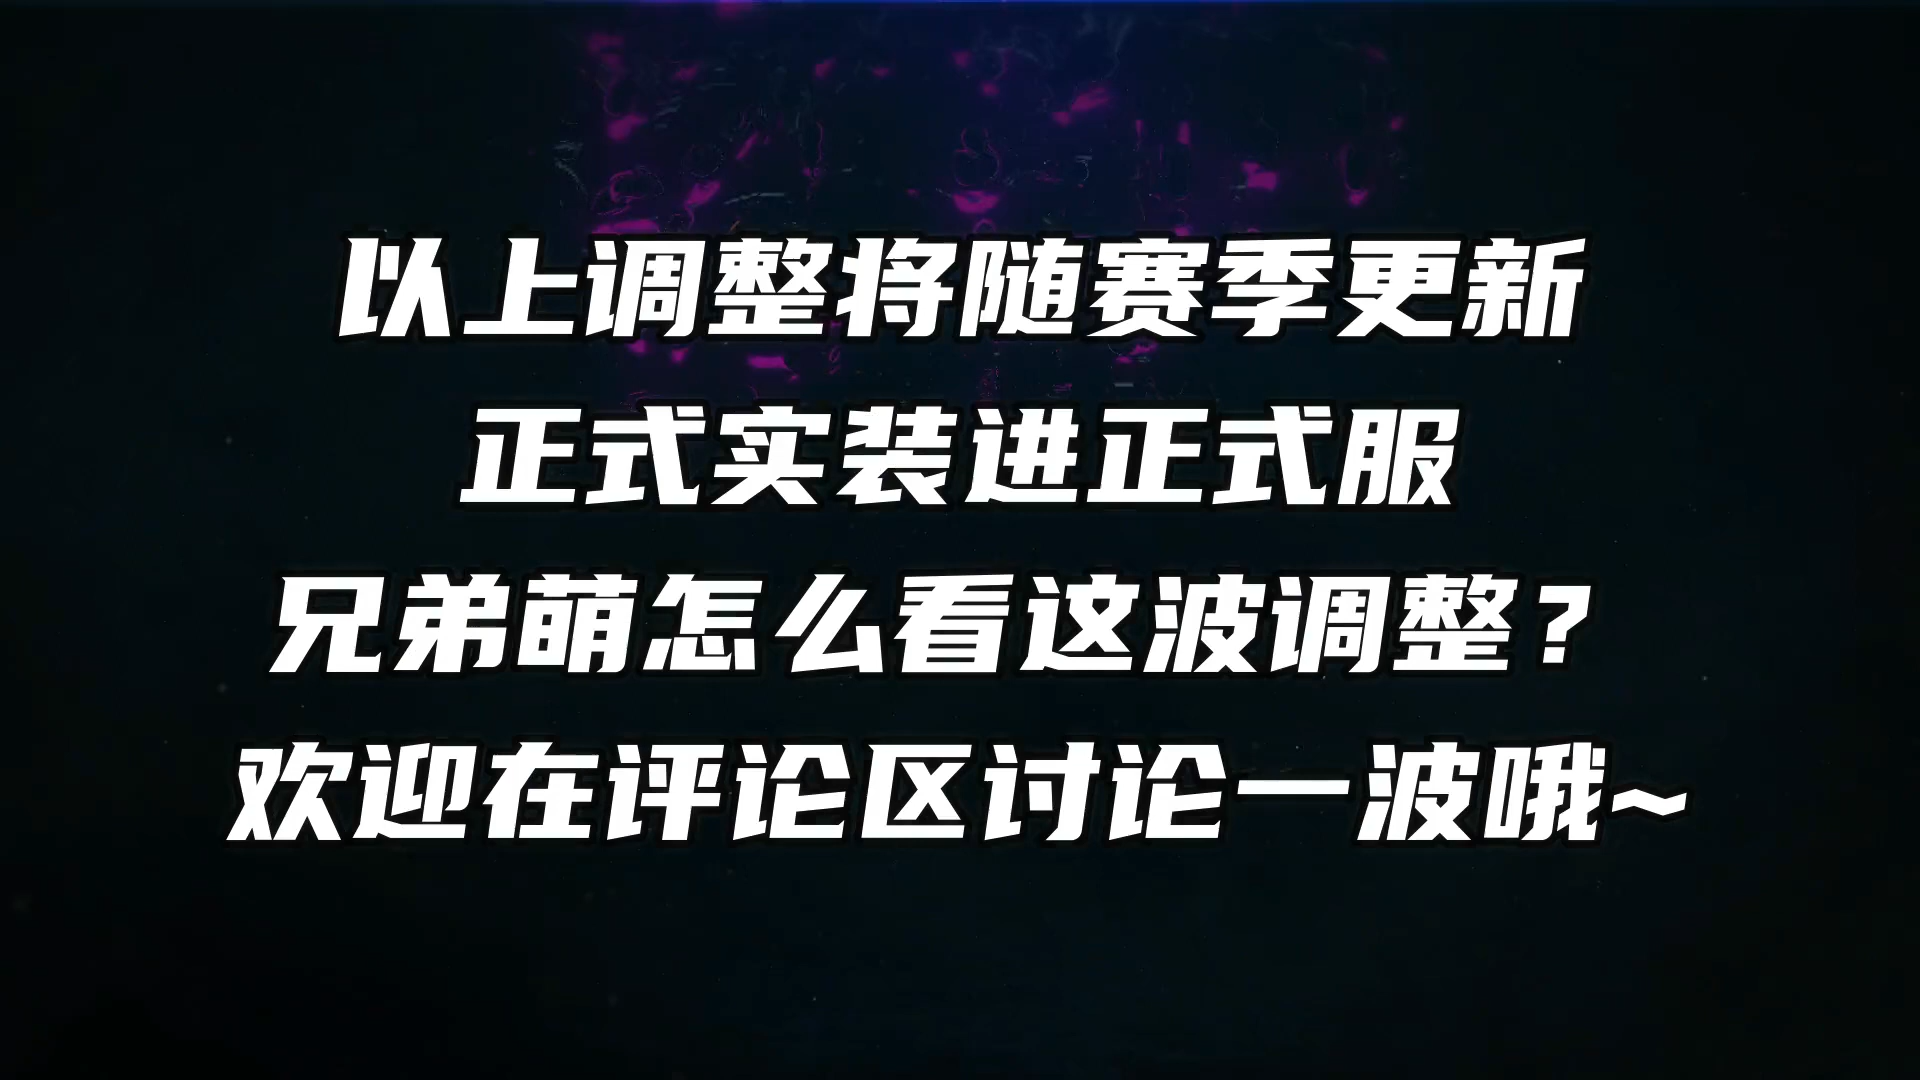 以上调整将随赛季更新
正式实装进正式服
兄弟萌怎么看这波调整？
欢迎在评论区讨论一波哦~